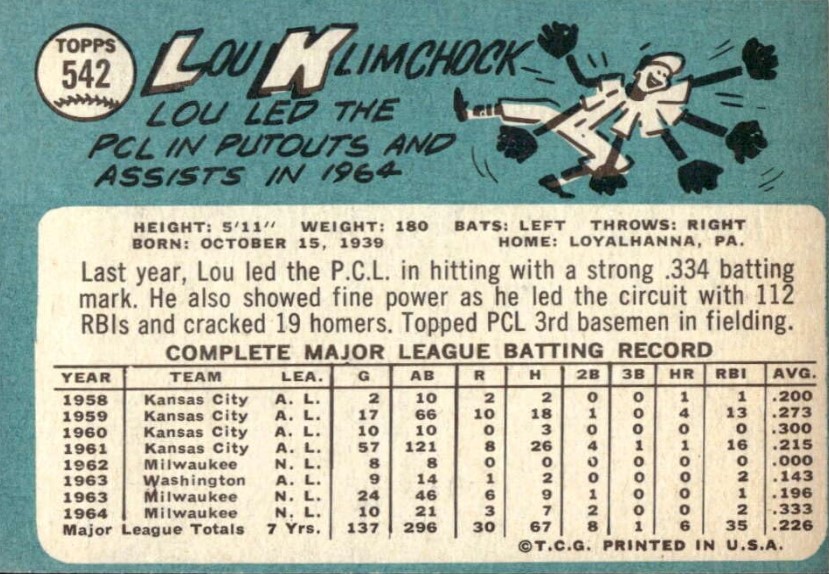 TOPPS
542
LOU KLIMCHOCK
LOU LED THE
PCL IN PUTOUTS AND
ASSISTS IN 1964
HEIGHT: 5'11" WEIGHT: 180 BATS: LEFT THROWS: RIGHT
BORN: OCTOBER 15, 1939 HOME: LOYALHANNA, PA.
Last year, Lou led the P.C.L. in hitting with a strong .334 batting
mark. He also showed fine power as he led the circuit with 112
RBIs and cracked 19 homers. Topped PCL 3rd basemen in fielding.
COMPLETE MAJOR LEAGUE BATTING RECORD
YEAR TEAM LEA. G AB R H 2B 3B HR RBI AVG.
1958 Kansas City A. L. 2 10 2 2 0 0 1 1 .200
1959 Kansas City A. L. 17 66 10 18 1 0 4 13 .273
1960 Kansas City A. L. 10 10 0 3 0 0 0 0 .300
1961 Kansas City A. L. 57 121 8 26 4 1 1 16 .215
1962 Milwaukee N. L. 8 8 0 0 0 0 0 0 .000
1963 Washington A. L. 9 14 1 2 0 0 0 2 .143
1963 Milwaukee N. L. 24 46 6 9 1 0 0 1 .196
1964 Milwaukee N. L. 10 21 3 7 2 0 0 2 .333
Major League Totals 7 Yrs. 137 296 30 67 8 1 6 35 .226
©T.C.G. PRINTED IN U.S.A.